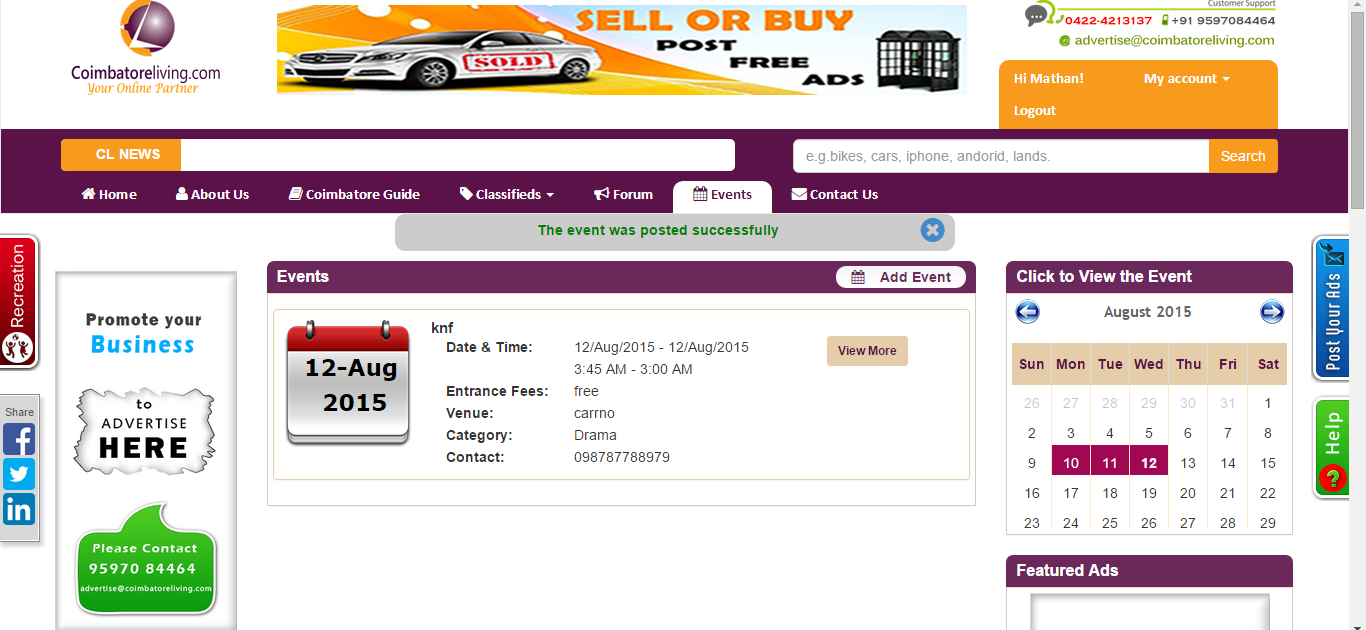 Customer Support
0422-4213137 +91 9597084464
advertise@coimbatoreliving.com
Coimbatoreliving.com
Your Online Partner
SELL OR BUY
POST
FREE
ADS
SOLD
Hi Mathan!
My account
Logout
CL NEWS
e.g.bikes, cars, iphone, andorid, lands.
Search
Home
About Us
Coimbatore Guide
Classifieds
Forum
Events
Contact Us
The event was posted successfully
Recreation
Share
Promote your
Business
to
ADVERTISE
HERE
Please Contact
95970 84464
advertise@coimbatoreliving.com
Events
Add Event
12-Aug
2015
knf
Date & Time: 12/Aug/2015 - 12/Aug/2015
3:45 AM - 3:00 AM
Entrance Fees: free
Venue: carrno
Category: Drama
Contact: 098787788979
View More
Click to View the Event
August 2015
Sun Mon Tue Wed Thu Fri Sat
26 27 28 29 30 31 1
2 3 4 5 6 7 8
9 10 11 12 13 14 15
16 17 18 19 20 21 22
23 24 25 26 27 28 29
Featured Ads
Post Your Ads
Help
?